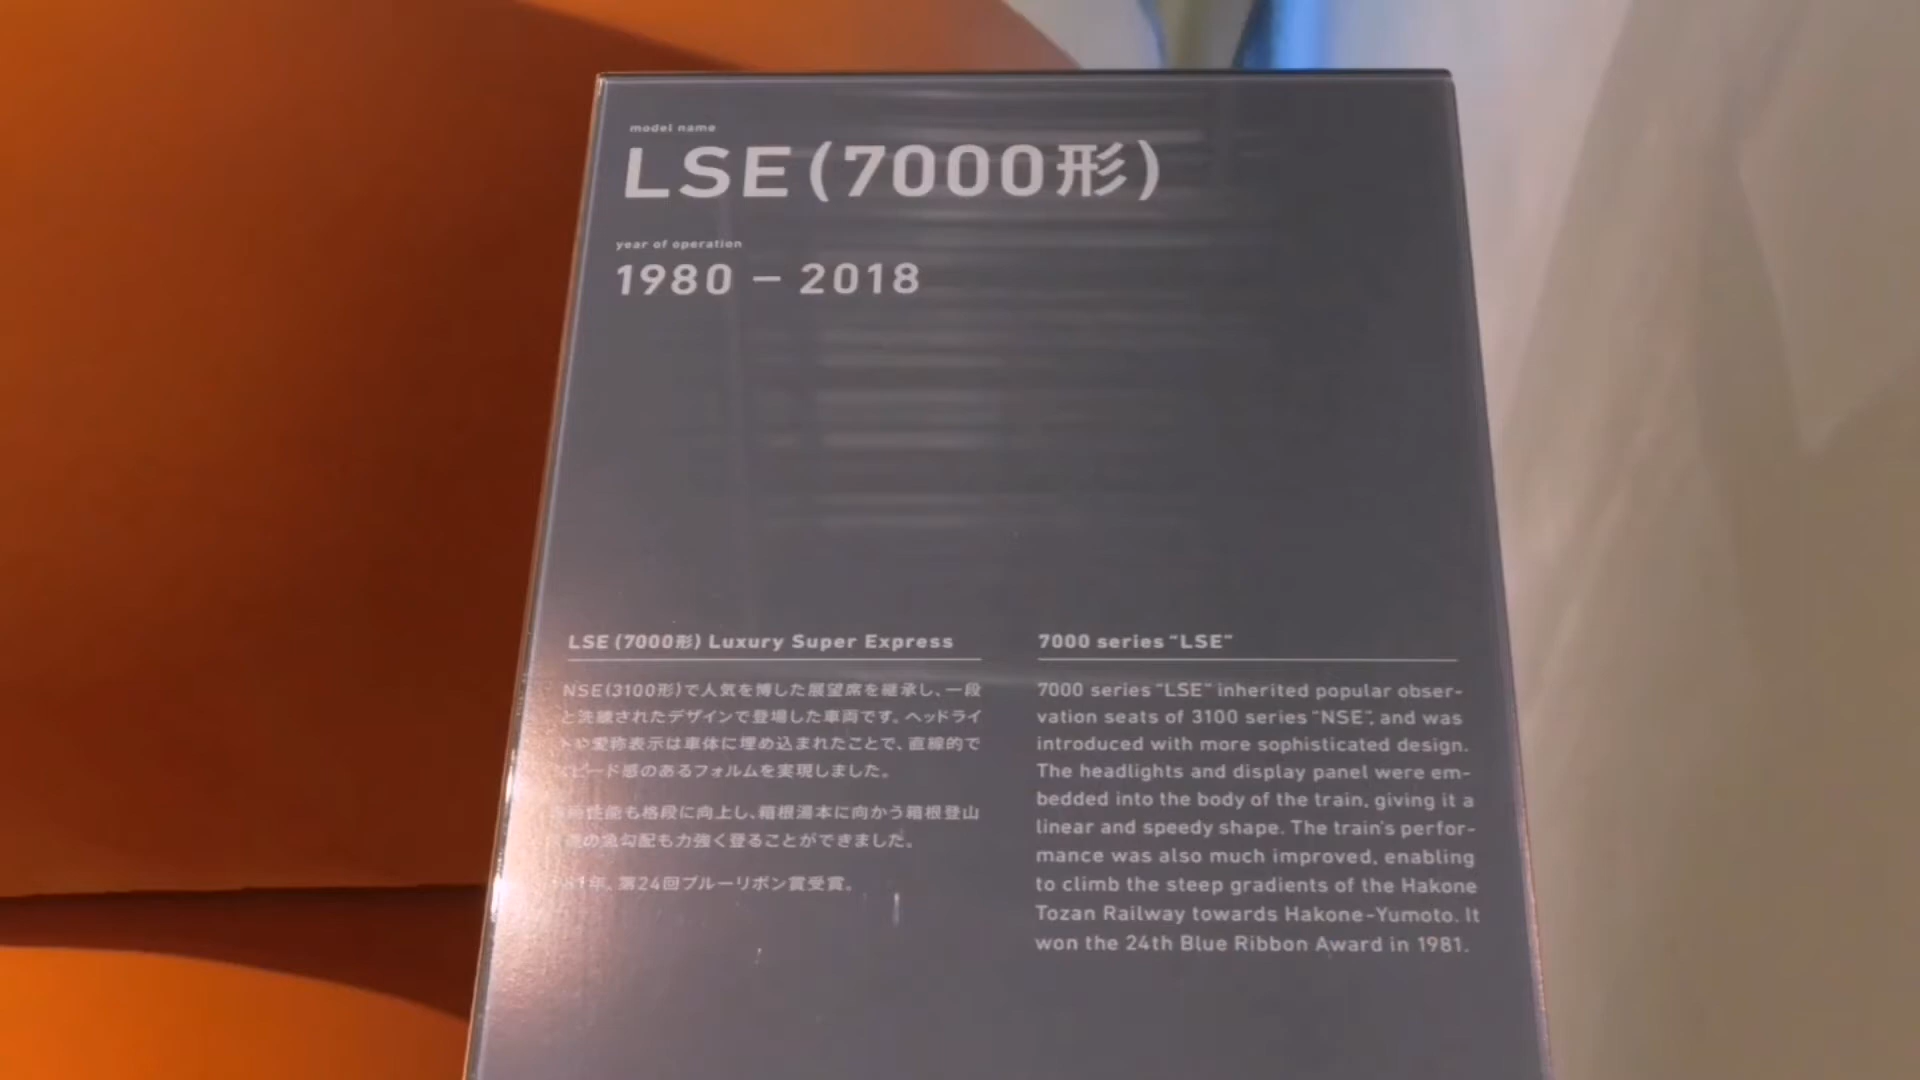 model name
LSE(7000形)
year of operation
1980 – 2018
LSE (7000形) Luxury Super Express
NSE(3100形)で人気を博した展望席を継承し、一段
と洗練されたデザインで登場した車両です。ヘッドライ
トや愛称表示は車体に埋め込まれたことで、直線的で
スピード感のあるフォルムを実現しました。
性能も格段に向上し、箱根湯本に向かう箱根登山
の急勾配も力強く登ることができました。
年、第24回ブルーリボン賞受賞。
7000 series “LSE”
7000 series “LSE” inherited popular obser-
vation seats of 3100 series “NSE”, and was
introduced with more sophisticated design.
The headlights and display panel were em-
bedded into the body of the train, giving it a
linear and speedy shape. The train's perfor-
mance was also much improved, enabling
to climb the steep gradients of the Hakone
Tozan Railway towards Hakone-Yumoto. It
won the 24th Blue Ribbon Award in 1981.